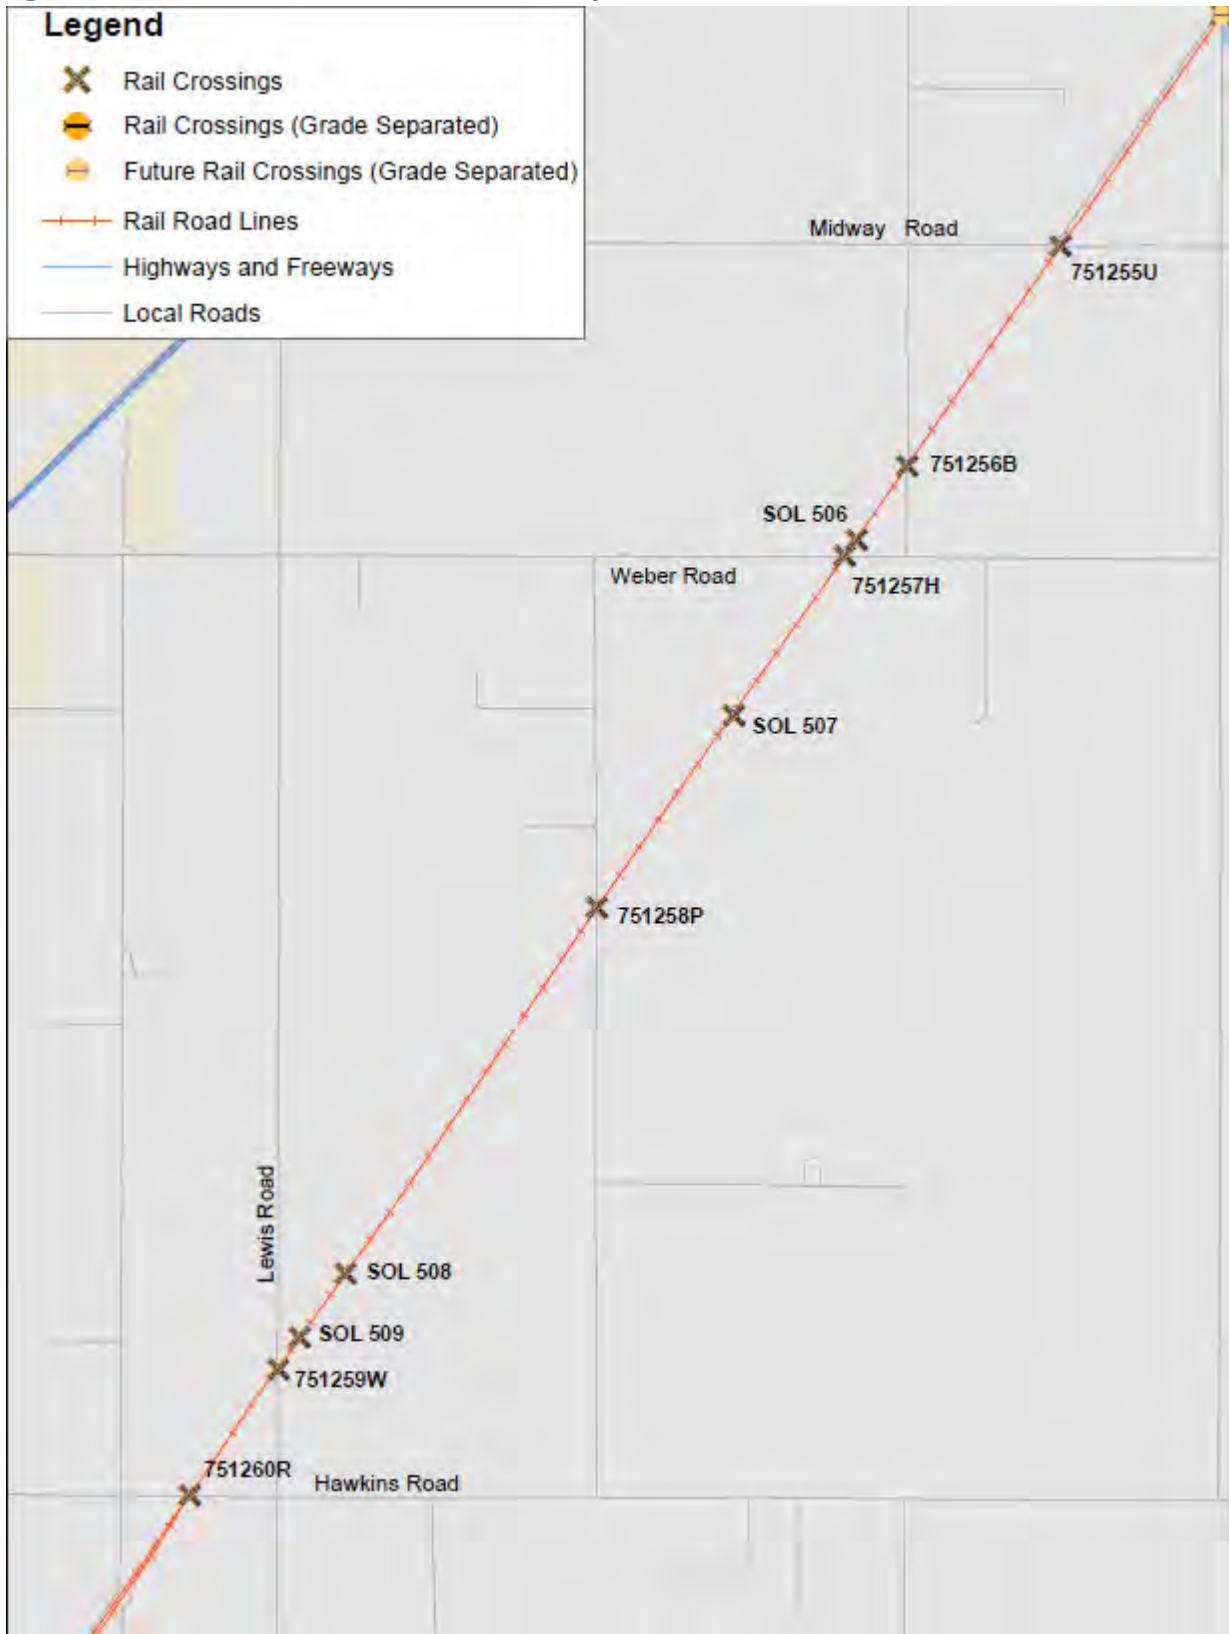 Legend
Rail Crossings
Rail Crossings (Grade Separated)
Future Rail Crossings (Grade Separated)
Rail Road Lines
Highways and Freeways
Local Roads
Midway Road
751255U
751256B
SOL 506
Weber Road
751257H
SOL 507
751258P
Lewis Road
SOL 508
SOL 509
751259W
751260R
Hawkins Road